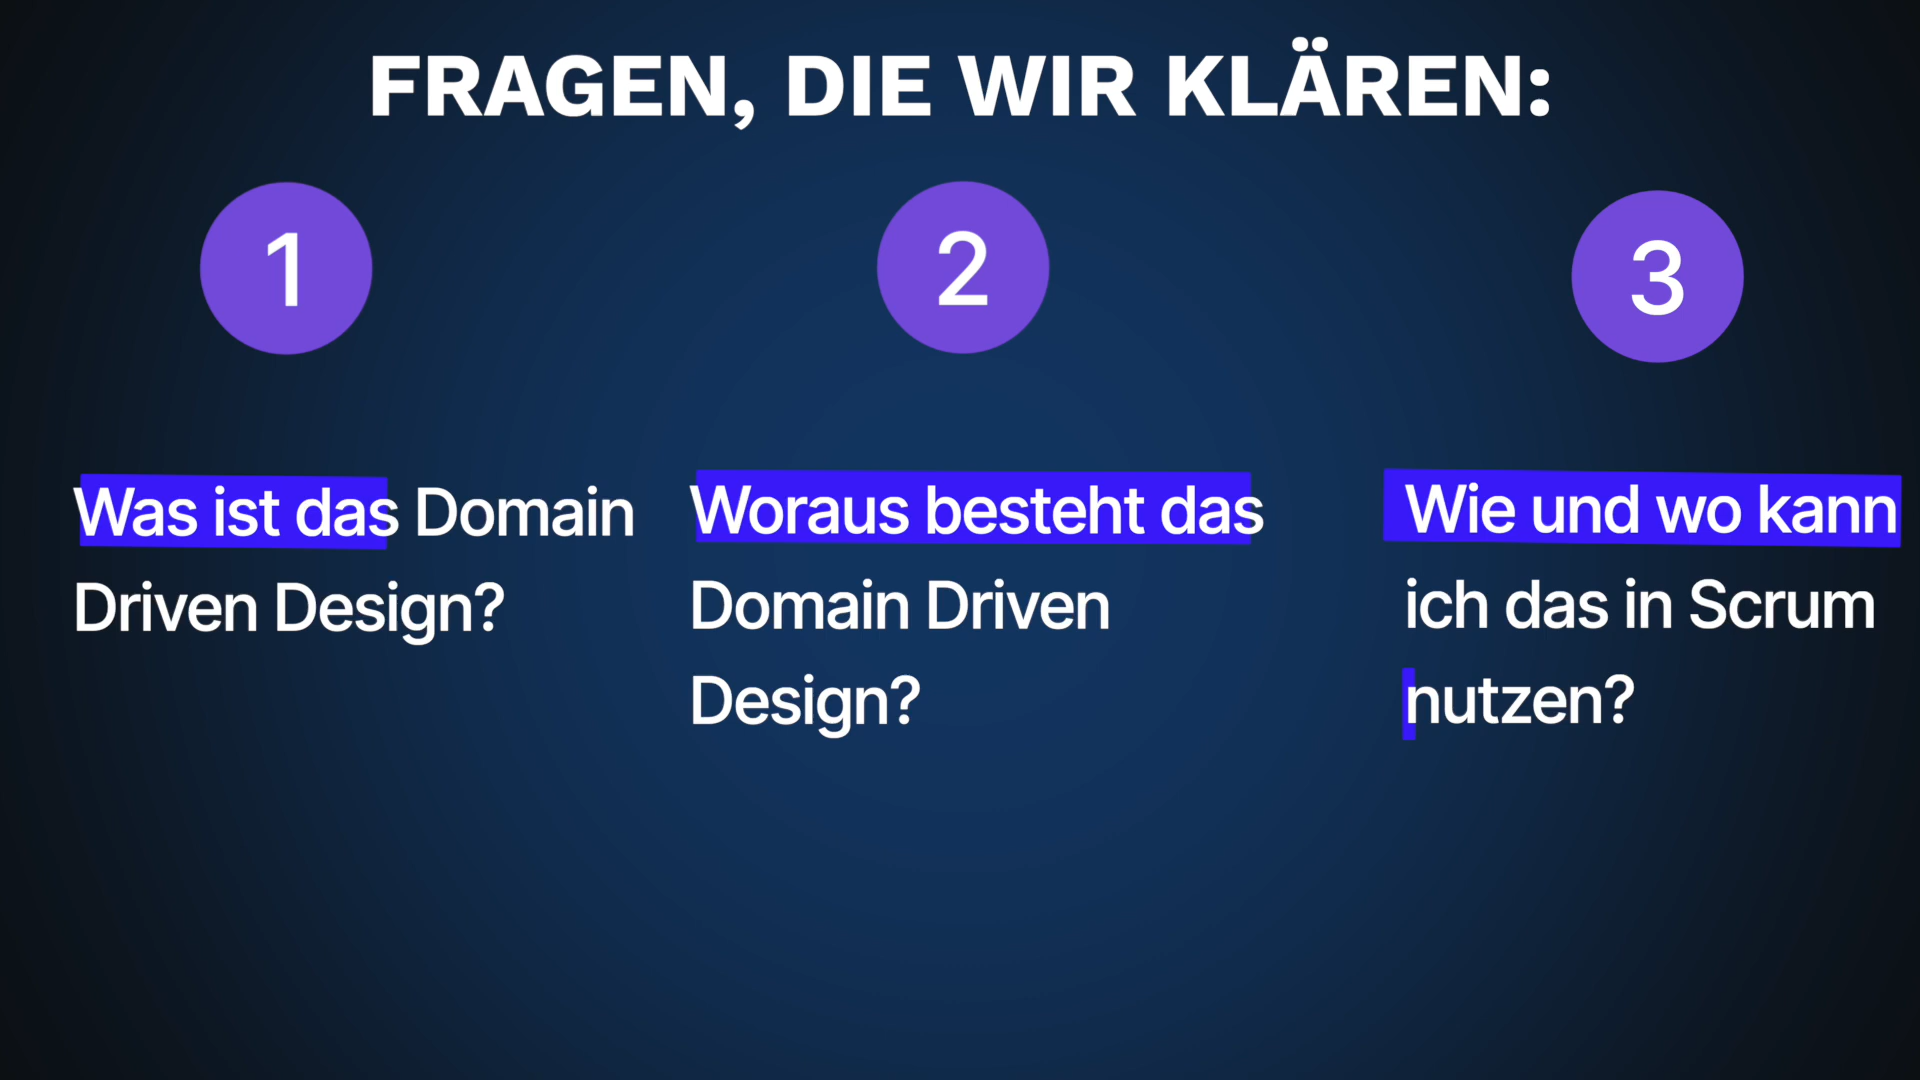 FRAGEN, DIE WIR KLÄREN:
1
Was ist das Domain
Driven Design?
2
Woraus besteht das
Domain Driven
Design?
3
Wie und wo kann
ich das in Scrum
nutzen?